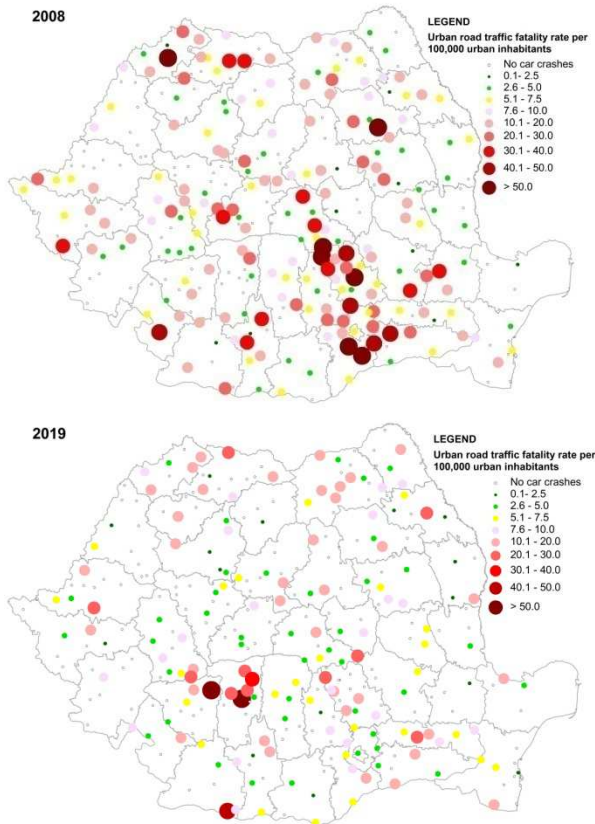 2008
LEGEND
Urban road traffic fatality rate per
100,000 urban inhabitants
No car crashes
0.1- 2.5
2.6 - 5.0
5.1 - 7.5
7.6 - 10.0
10.1 - 20.0
20.1 - 30.0
30.1 - 40.0
40.1 - 50.0
> 50.0
2019
LEGEND
Urban road traffic fatality rate per
100,000 urban inhabitants
No car crashes
0.1- 2.5
2.6 - 5.0
5.1 - 7.5
7.6 - 10.0
10.1 - 20.0
20.1 - 30.0
30.1 - 40.0
40.1 - 50.0
> 50.0